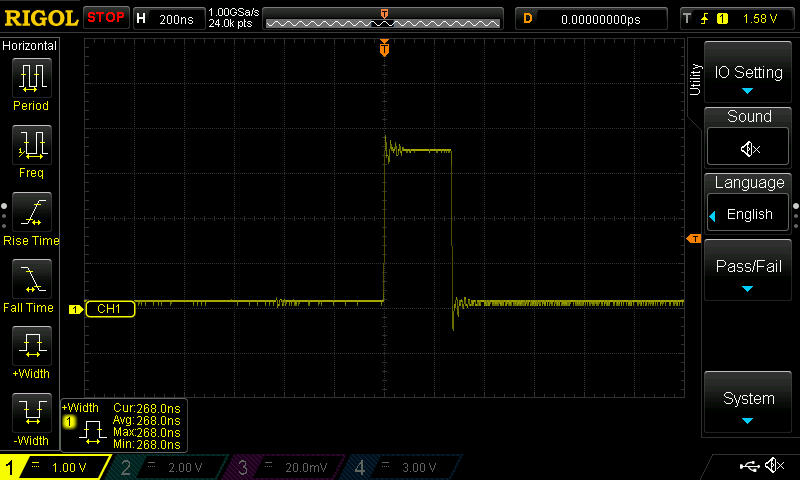 RIGOL STOP H 200ns 1.00GSa/s 24.0k pts T D 0.00000000ps T 1 1.58 V
Horizontal
Period
Freq
Rise Time
Fall Time
+Width
-Width
T
T
1 CH1
+Width
1
Cur:268.0ns
Avg:268.0ns
Max:268.0ns
Min:268.0ns
Utility
IO Setting
Sound
Language
English
Pass/Fail
System
1 1.00 V 2 2.00 V 3 20.0mV 4 3.00 V